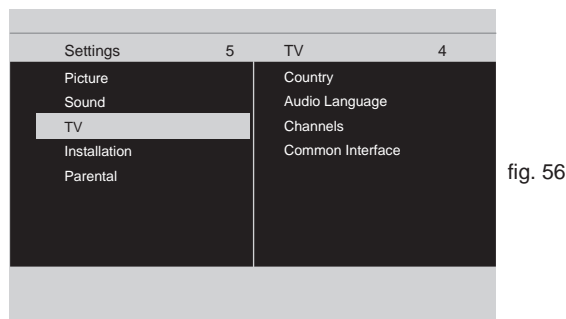 Settings 5 TV 4
Picture Country
Sound Audio Language
TV Channels
Installation Common Interface
Parental
fig. 56